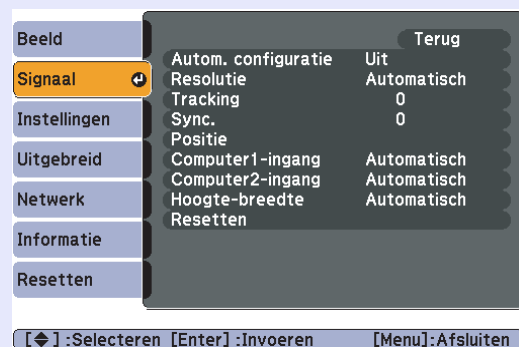 Beeld
Signaal
Instellingen
Uitgebreid
Netwerk
Informatie
Resetten
Terug
Autom. configuratie Uit
Resolutie Automatisch
Tracking 0
Sync. 0
Positie
Computer1-ingang Automatisch
Computer2-ingang Automatisch
Hoogte-breedte Automatisch
Resetten
[◆] :Selecteren [Enter] :Invoeren [Menu]:Afsluiten